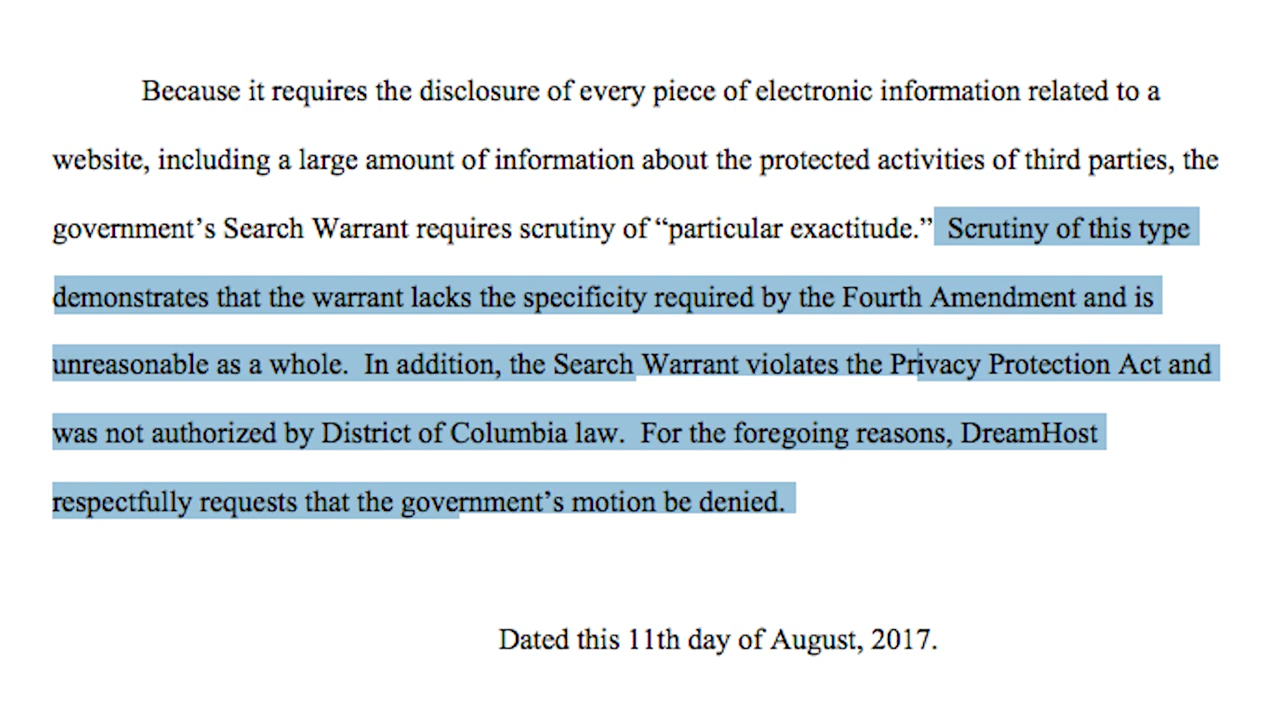 Because it requires the disclosure of every piece of electronic information related to a
website, including a large amount of information about the protected activities of third parties, the
government’s Search Warrant requires scrutiny of “particular exactitude.”  Scrutiny of this type
demonstrates that the warrant lacks the specificity required by the Fourth Amendment and is
unreasonable as a whole.  In addition, the Search Warrant violates the Privacy Protection Act and
was not authorized by District of Columbia law.  For the foregoing reasons, DreamHost
respectfully requests that the government’s motion be denied.
Dated this 11th day of August, 2017.